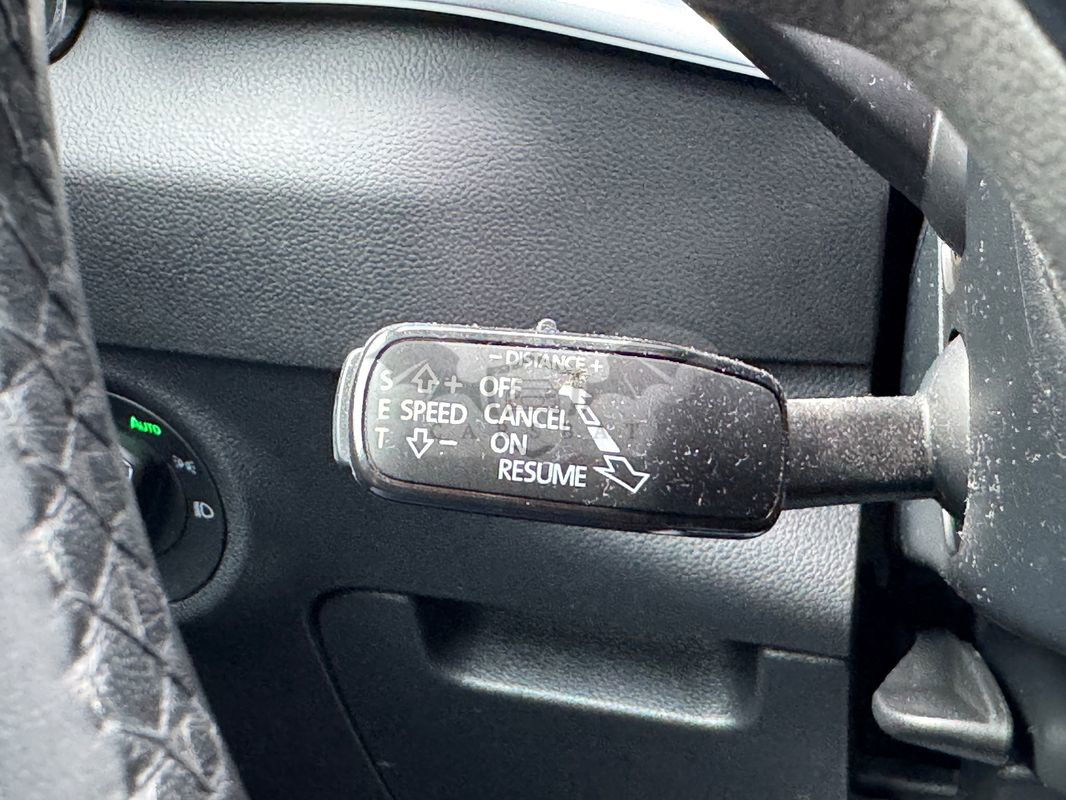 - DISTANCE +
S + OFF
E SPEED CANCEL
T - ON
RESUME
AUTO